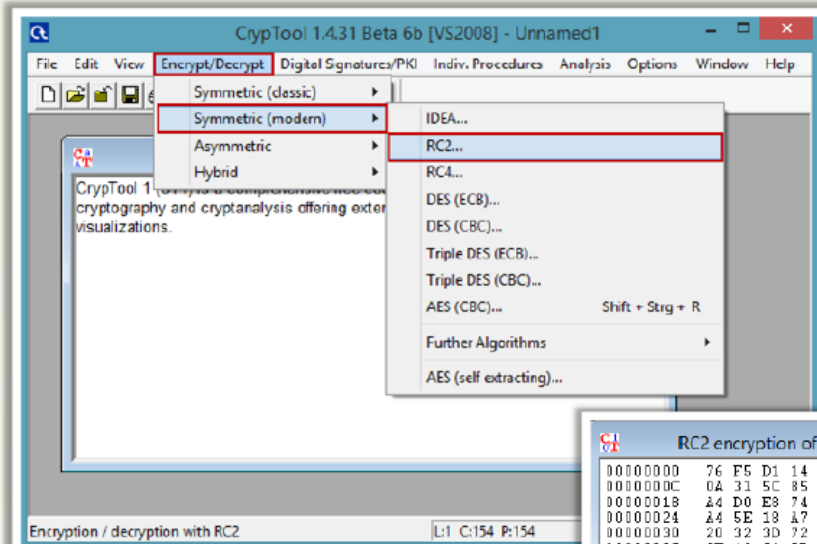 CrypTool 1.4.31 Beta 6b [VS2008] - Unnamed1
File Edit View Encrypt/Decrypt Digital Signatures/PKI Indiv. Procedures Analysis Options Window Help
Symmetric (classic)
Symmetric (modern)
Asymmetric
Hybrid
IDEA...
RC2...
RC4...
DES (ECB)...
DES (CBC)...
Triple DES (ECB)...
Triple DES (CBC)...
AES (CBC)... Shift + Strg + R
Further Algorithms
AES (self extracting)...
CrypTool 1
cryptography and cryptanalysis offering exter
visualizations.
RC2 encryption of
00000000 76 F5 D1 14
0000000C 0A 31 5C 85
00000018 A4 D0 E8 74
00000024 A4 5E 18 A7
00000030 20 32 3D 72
Encryption / decryption with RC2 L:1 C:154 P:154